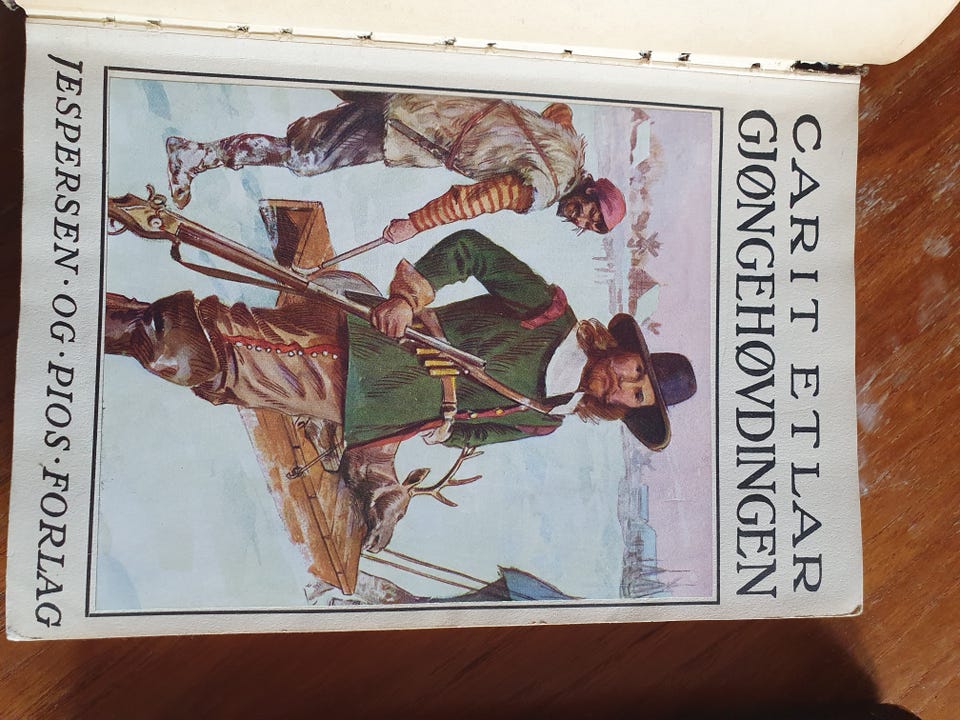 CARIT ETLAR
GJØNGEHØVDINGEN
JESPERSEN · OG · PIOS · FORLAG